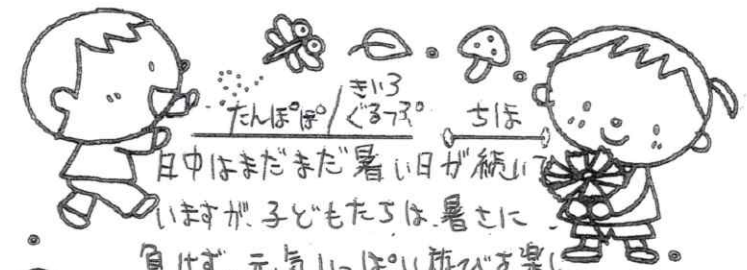 たんぽぽ/きいろぐるうぷ ちほ
日中はまだまだ暑い日が続いて
いますが、子どもたちは、暑さに
負けず、元気いっぱい遊びを楽し